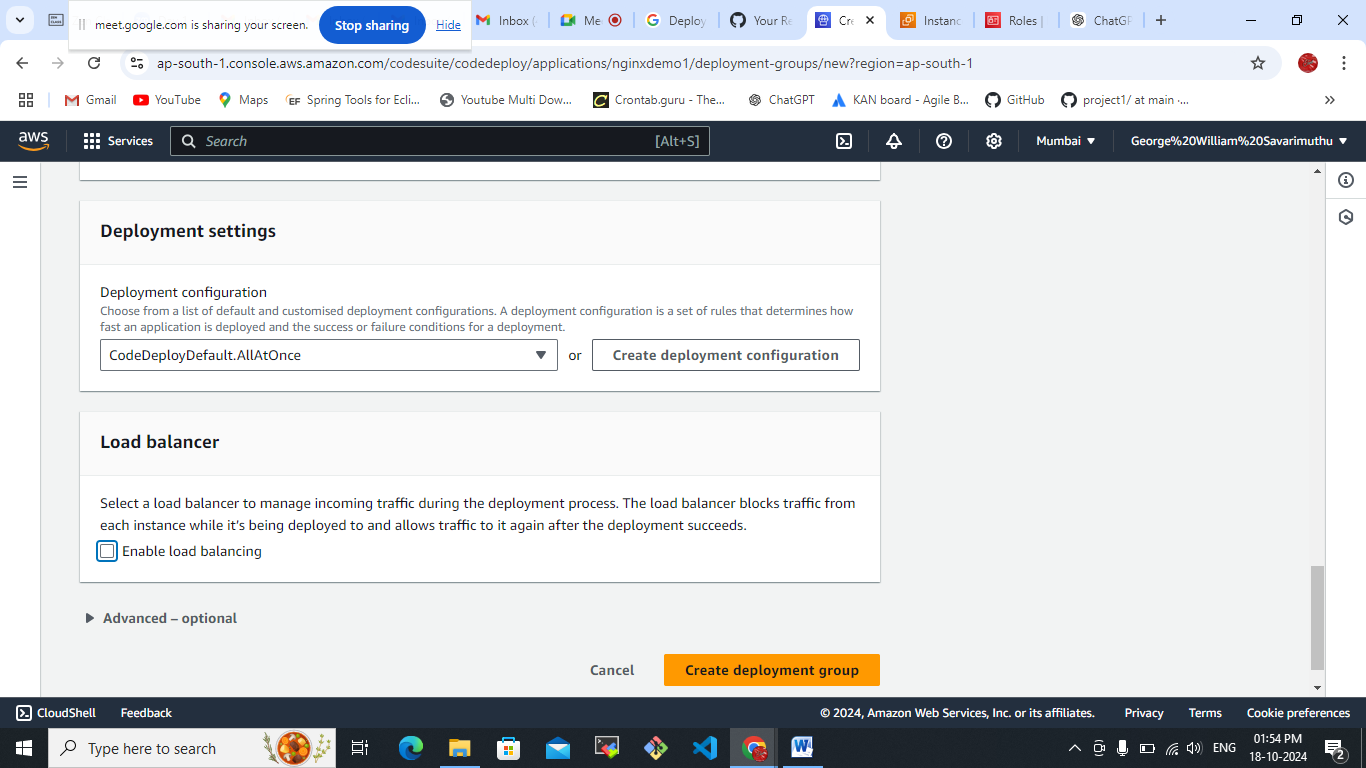 meet.google.com is sharing your screen.
Stop sharing
Hide
Inbox (
Me
Deploy
Your Re
Cre
Instanc
Roles |
ChatGP
ap-south-1.console.aws.amazon.com/codesuite/codedeploy/applications/nginxdemo1/deployment-groups/new?region=ap-south-1
Gmail
YouTube
Maps
EF Spring Tools for Ecli...
Youtube Multi Dow...
Crontab.guru - The...
ChatGPT
KAN board - Agile B...
GitHub
project1/ at main ·...
aws
Services
Search
[Alt+S]
Mumbai
George%20William%20Savarimuthu
Deployment settings
Deployment configuration
Choose from a list of default and customised deployment configurations. A deployment configuration is a set of rules that determines how
fast an application is deployed and the success or failure conditions for a deployment.
CodeDeployDefault.AllAtOnce
or
Create deployment configuration
Load balancer
Select a load balancer to manage incoming traffic during the deployment process. The load balancer blocks traffic from
each instance while it's being deployed to and allows traffic to it again after the deployment succeeds.
Enable load balancing
Advanced – optional
Cancel
Create deployment group
CloudShell
Feedback
© 2024, Amazon Web Services, Inc. or its affiliates.
Privacy
Terms
Cookie preferences
Type here to search
ENG
01:54 PM
18-10-2024
2